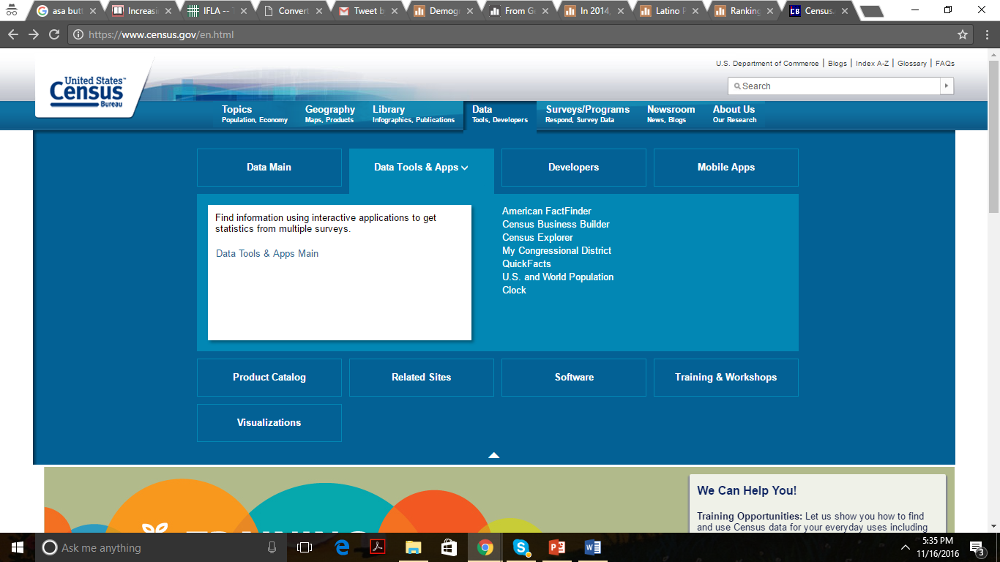 asa butt
Increasi
IFLA --
Convert
Tweet b
Demog
From G
In 2014,
Latino
Ranking
Census.
https://www.census.gov/en.html
U.S. Department of Commerce | Blogs | Index A-Z | Glossary | FAQs
United States™
Census
Bureau
Search
Topics
Population, Economy
Geography
Maps, Products
Library
Infographics, Publications
Data
Tools, Developers
Surveys/Programs
Respond, Survey Data
Newsroom
News, Blogs
About Us
Our Research
Data Main
Data Tools & Apps
Developers
Mobile Apps
Find information using interactive applications to get
statistics from multiple surveys.
Data Tools & Apps Main
American FactFinder
Census Business Builder
Census Explorer
My Congressional District
QuickFacts
U.S. and World Population
Clock
Product Catalog
Related Sites
Software
Training & Workshops
Visualizations
TRAINING
We Can Help You!
Training Opportunities: Let us show you how to find
and use Census data for your everyday uses including
Ask me anything
5:35 PM
11/16/2016
3